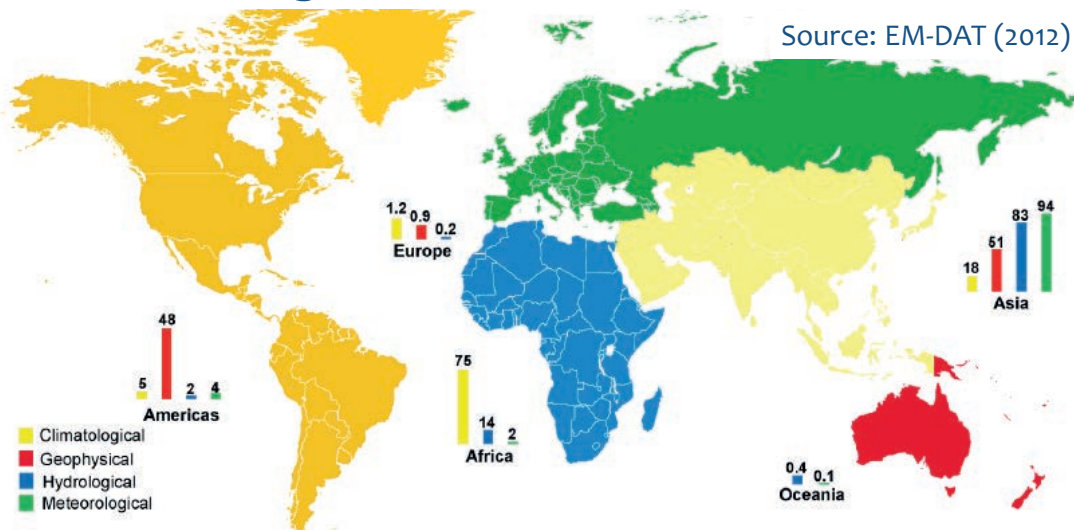 Source: EM-DAT (2012)
1.2
0.9
0.2
Europe
18
51
83
94
Asia
5
48
2
4
Americas
75
14
2
Africa
0.4
0.1
Oceania
Climatological
Geophysical
Hydrological
Meteorological